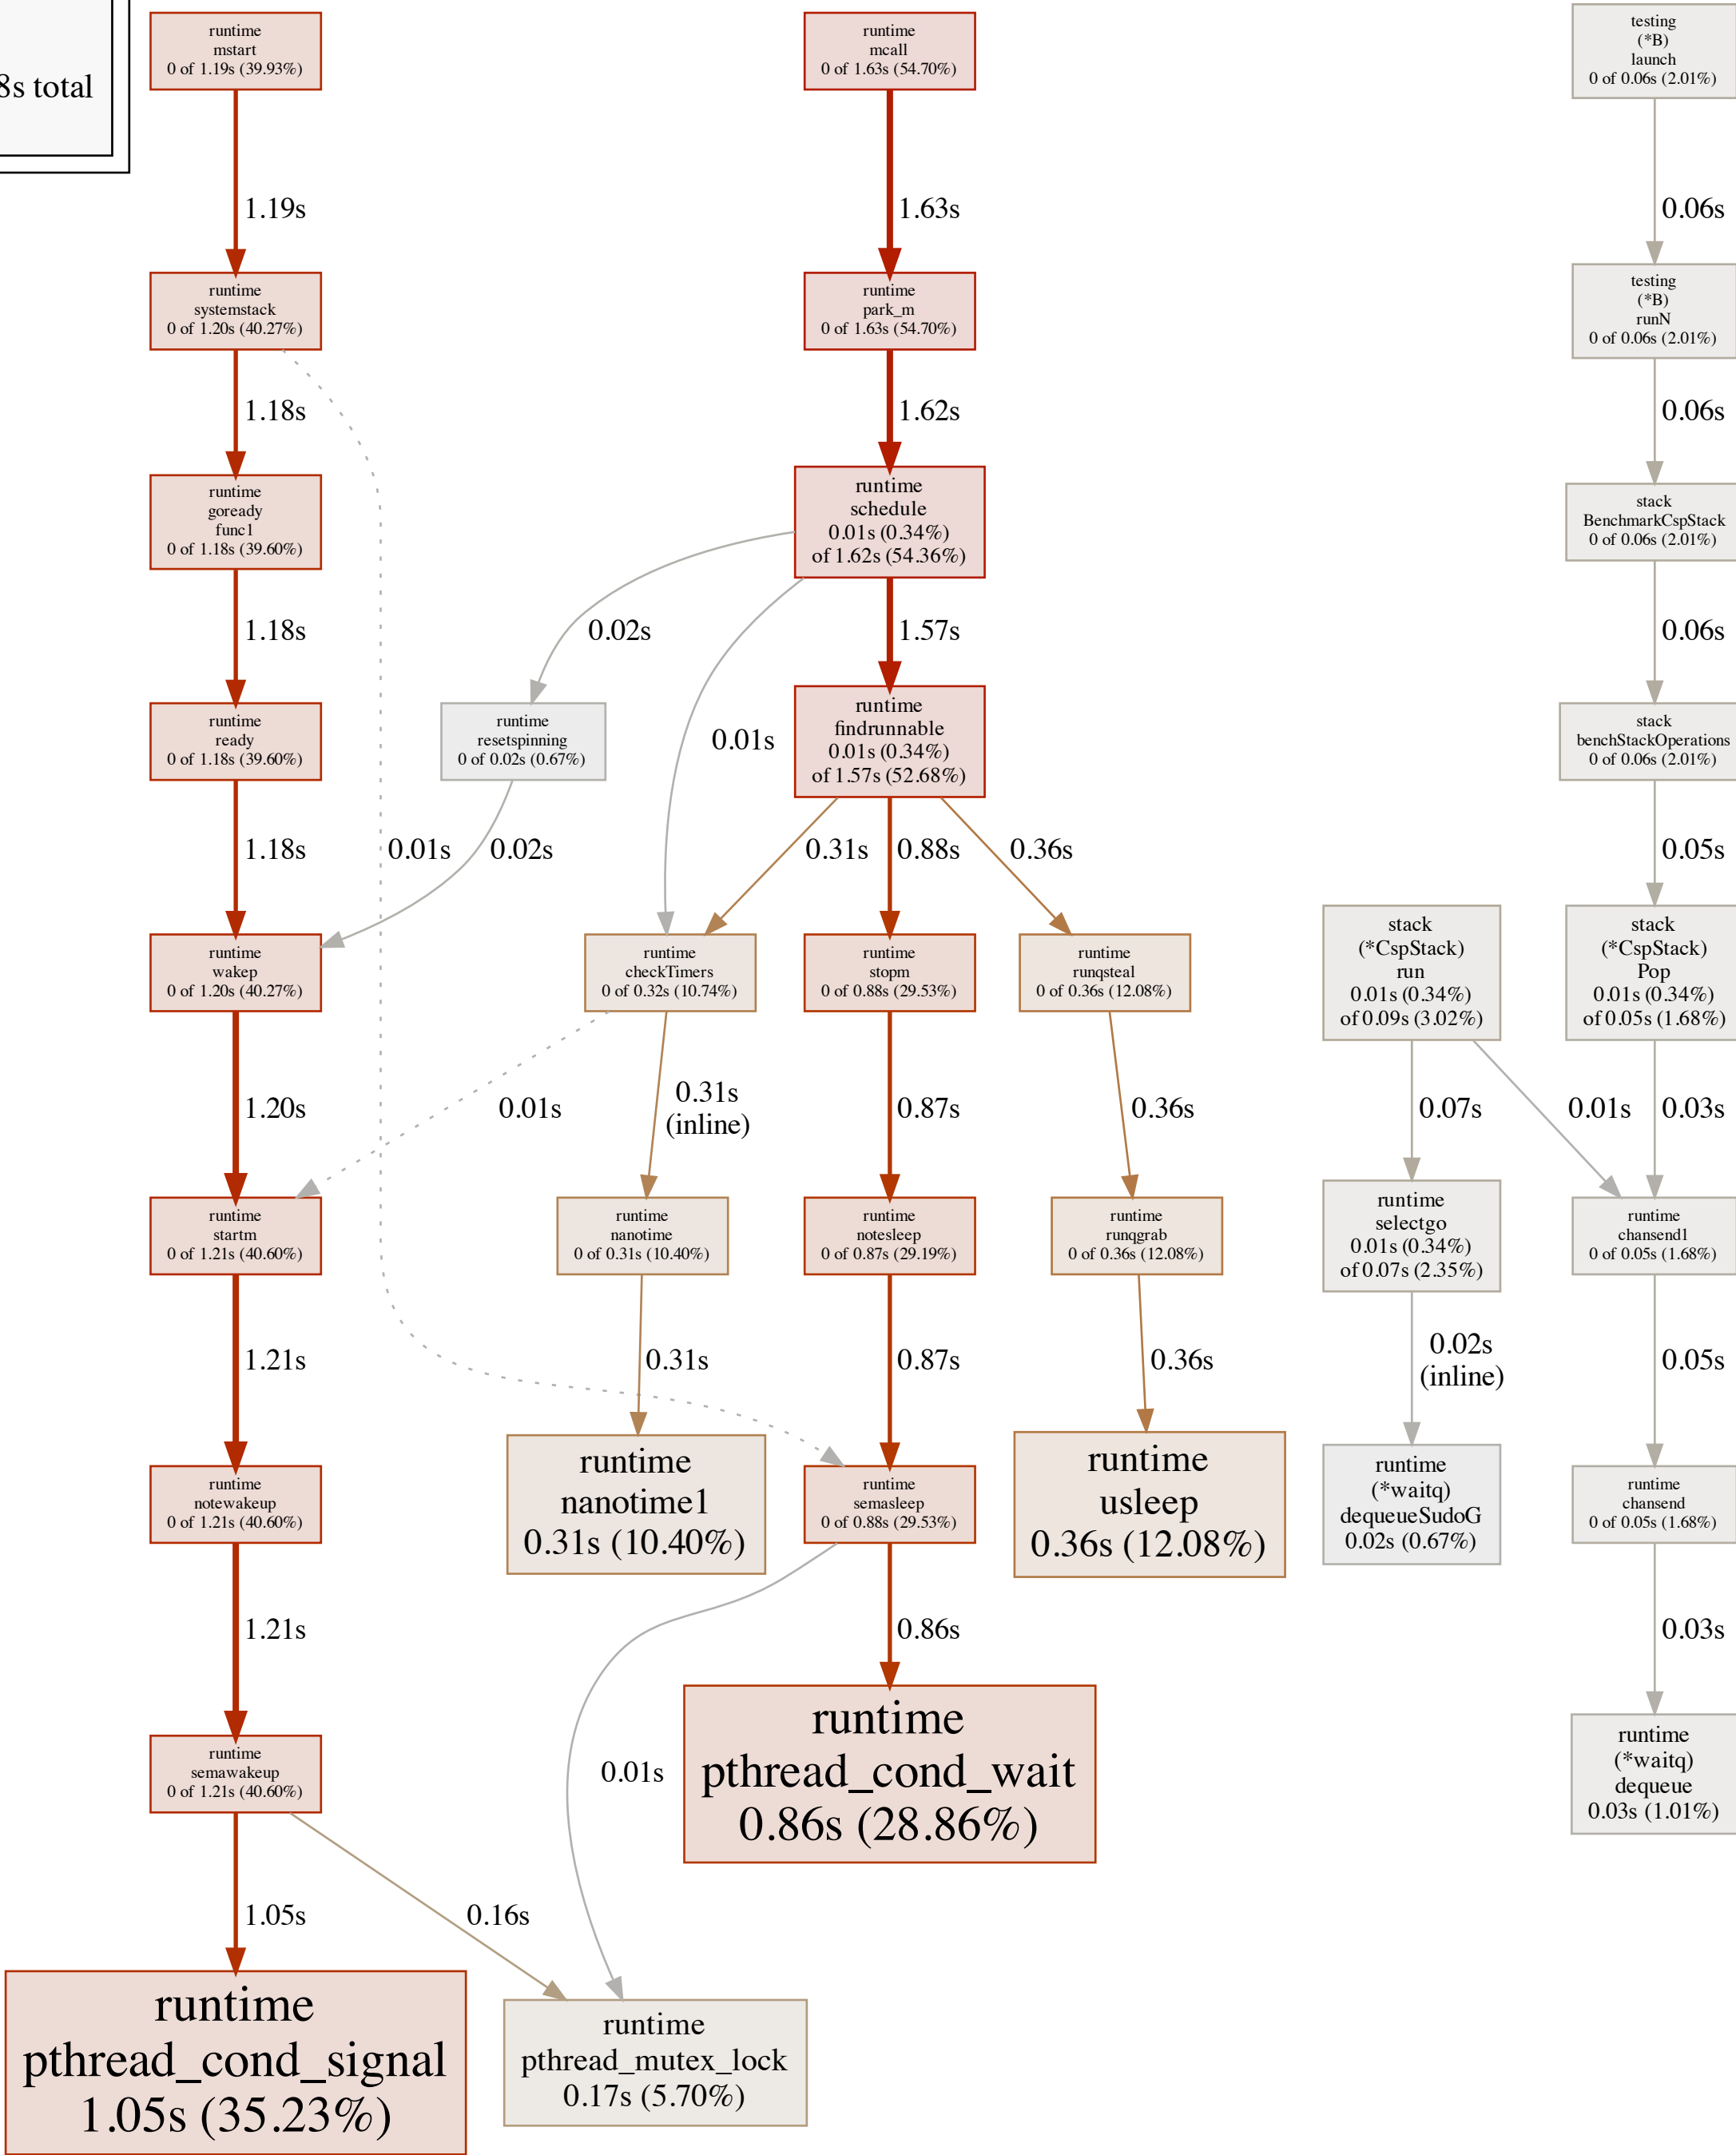 8s total
runtime
mstart
0 of 1.19s (39.93%)
runtime
mcall
0 of 1.63s (54.70%)
testing
(*B)
launch
0 of 0.06s (2.01%)
1.19s
1.63s
0.06s
runtime
systemstack
0 of 1.20s (40.27%)
runtime
park_m
0 of 1.63s (54.70%)
testing
(*B)
runN
0 of 0.06s (2.01%)
1.18s
1.62s
0.06s
runtime
goready
func1
0 of 1.18s (39.60%)
runtime
schedule
0.01s (0.34%)
of 1.62s (54.36%)
stack
BenchmarkCspStack
0 of 0.06s (2.01%)
1.18s
0.02s
1.57s
0.06s
runtime
ready
0 of 1.18s (39.60%)
runtime
resetspinning
0 of 0.02s (0.67%)
0.01s
runtime
findrunnable
0.01s (0.34%)
of 1.57s (52.68%)
stack
benchStackOperations
0 of 0.06s (2.01%)
1.18s
0.01s
0.02s
0.31s
0.88s
0.36s
0.05s
runtime
wakep
0 of 1.20s (40.27%)
runtime
checkTimers
0 of 0.32s (10.74%)
runtime
stopm
0 of 0.88s (29.53%)
runtime
runqsteal
0 of 0.36s (12.08%)
stack
(*CspStack)
run
0.01s (0.34%)
of 0.09s (3.02%)
stack
(*CspStack)
Pop
0.01s (0.34%)
of 0.05s (1.68%)
1.20s
0.01s
0.31s
(inline)
0.87s
0.36s
0.07s
0.01s
0.03s
runtime
startm
0 of 1.21s (40.60%)
runtime
nanotime
0 of 0.31s (10.40%)
runtime
notesleep
0 of 0.87s (29.19%)
runtime
runqgrab
0 of 0.36s (12.08%)
runtime
selectgo
0.01s (0.34%)
of 0.07s (2.35%)
runtime
chansend1
0 of 0.05s (1.68%)
1.21s
0.31s
0.87s
0.36s
0.02s
(inline)
0.05s
runtime
notewakeup
0 of 1.21s (40.60%)
runtime
nanotime1
0.31s (10.40%)
runtime
semasleep
0 of 0.88s (29.53%)
runtime
usleep
0.36s (12.08%)
runtime
(*waitq)
dequeueSudoG
0.02s (0.67%)
runtime
chansend
0 of 0.05s (1.68%)
1.21s
0.86s
0.03s
runtime
semawakeup
0 of 1.21s (40.60%)
0.01s
runtime
pthread_cond_wait
0.86s (28.86%)
runtime
(*waitq)
dequeue
0.03s (1.01%)
1.05s
0.16s
runtime
pthread_cond_signal
1.05s (35.23%)
runtime
pthread_mutex_lock
0.17s (5.70%)